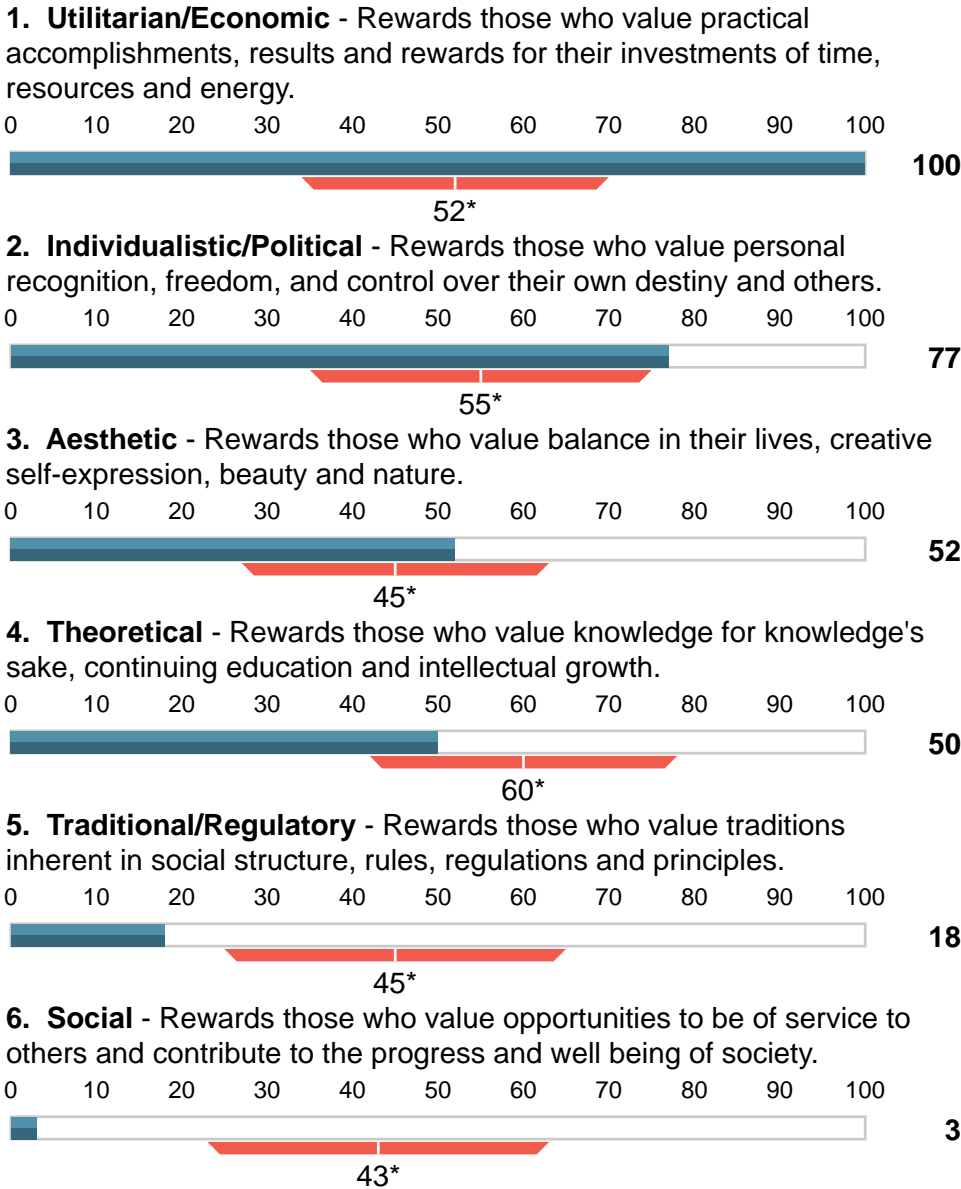 1. Utilitarian/Economic - Rewards those who value practical
accomplishments, results and rewards for their investments of time,
resources and energy.
0 10 20 30 40 50 60 70 80 90 100
100
52*
2. Individualistic/Political - Rewards those who value personal
recognition, freedom, and control over their own destiny and others.
0 10 20 30 40 50 60 70 80 90 100
77
55*
3. Aesthetic - Rewards those who value balance in their lives, creative
self-expression, beauty and nature.
0 10 20 30 40 50 60 70 80 90 100
52
45*
4. Theoretical - Rewards those who value knowledge for knowledge's
sake, continuing education and intellectual growth.
0 10 20 30 40 50 60 70 80 90 100
50
60*
5. Traditional/Regulatory - Rewards those who value traditions
inherent in social structure, rules, regulations and principles.
0 10 20 30 40 50 60 70 80 90 100
18
45*
6. Social - Rewards those who value opportunities to be of service to
others and contribute to the progress and well being of society.
0 10 20 30 40 50 60 70 80 90 100
3
43*